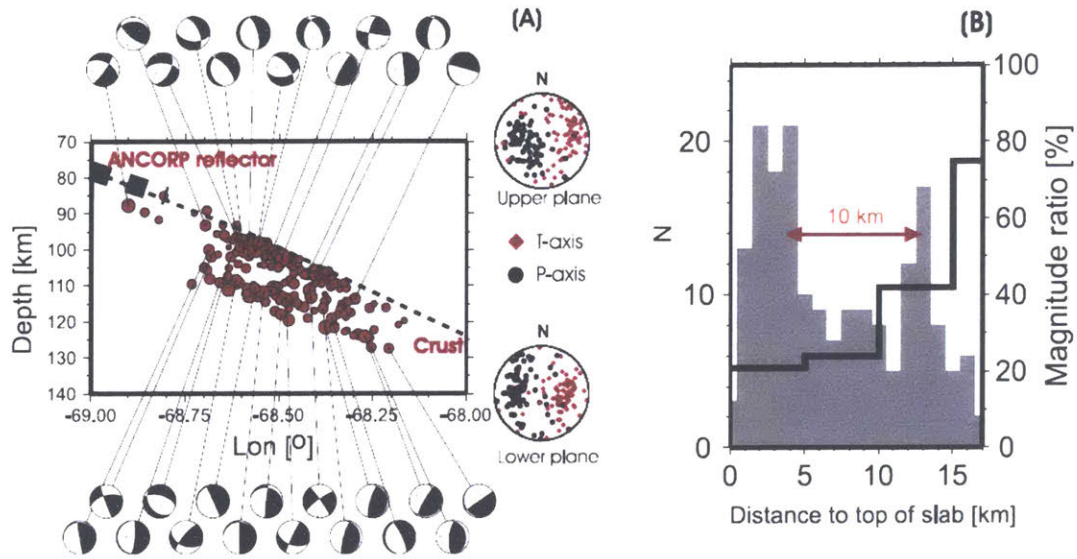 (A)
(B)
N
Upper plane
T-axis
P-axis
N
Lower plane
ANCORP reflector
Crust
Depth [km]
70
80
90
100
110
120
130
140
-69.00
-68.75
-68.50
-68.25
-68.00
Lon [º]
10 km
N
20
10
0
100
80
60
40
20
0
Magnitude ratio [%]
0
5
10
15
Distance to top of slab [km]